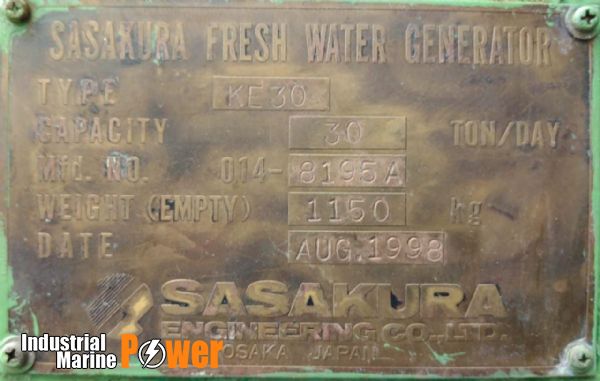 SASAKURA FRESH WATER GENERATOR
TYPE KE30
CAPACITY 30 TON/DAY
Mfd. NO. 014-8195A
WEIGHT (EMPTY) 1150 kg
DATE AUG.1998
SASAKURA
ENGINEERING CO.,LTD.
OSAKA JAPAN
Industrial
Marine Power